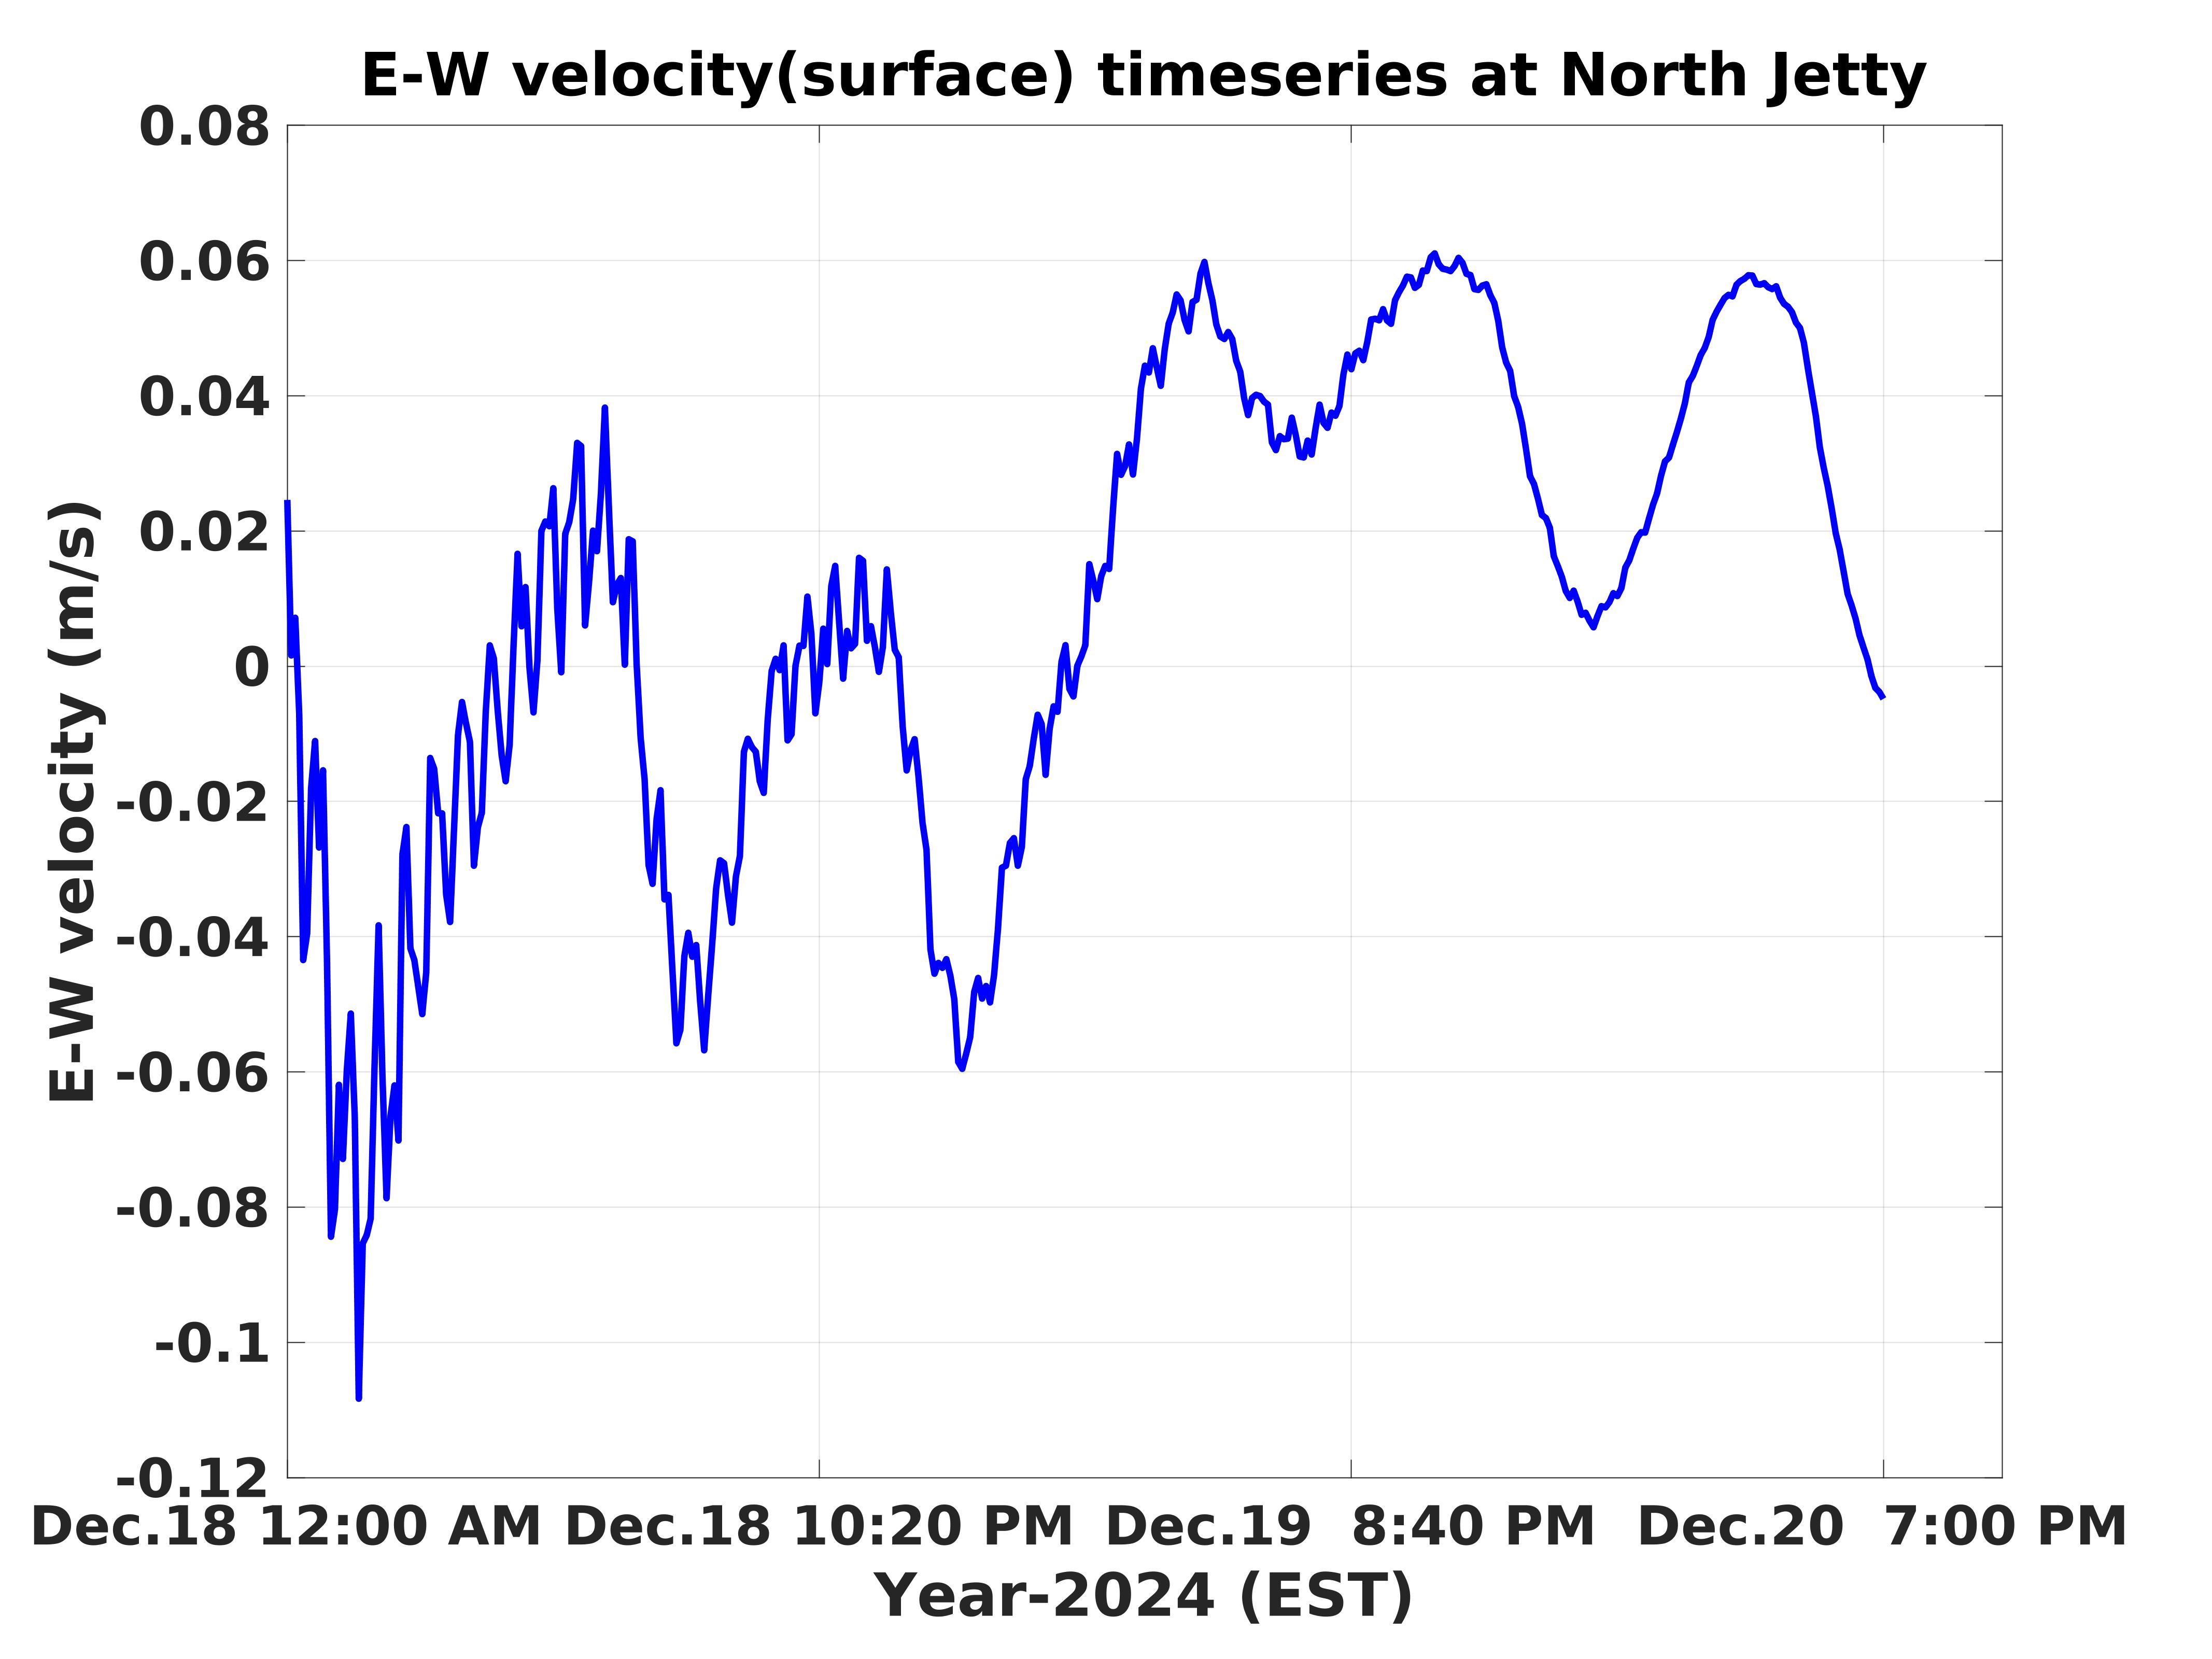 E-W velocity(surface) timeseries at North Jetty
E-W velocity (m/s)
0.08
0.06
0.04
0.02
0
-0.02
-0.04
-0.06
-0.08
-0.1
-0.12
Dec.18 12:00 AM Dec.18 10:20 PM Dec.19 8:40 PM Dec.20 7:00 PM
Year-2024 (EST)